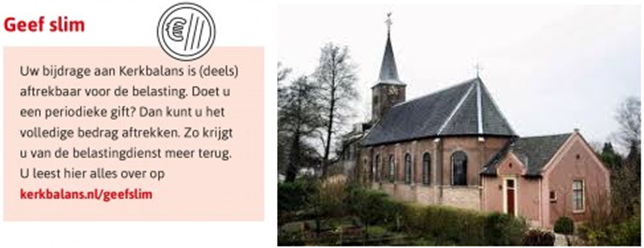 Geef slim
Uw bijdrage aan Kerkbalans is (deels)
aftrekbaar voor de belasting. Doet u
een periodieke gift? Dan kunt u het
volledige bedrag aftrekken. Zo krijgt
u van de belastingdienst meer terug.
U leest hier alles over op
kerkbalans.nl/geefslim